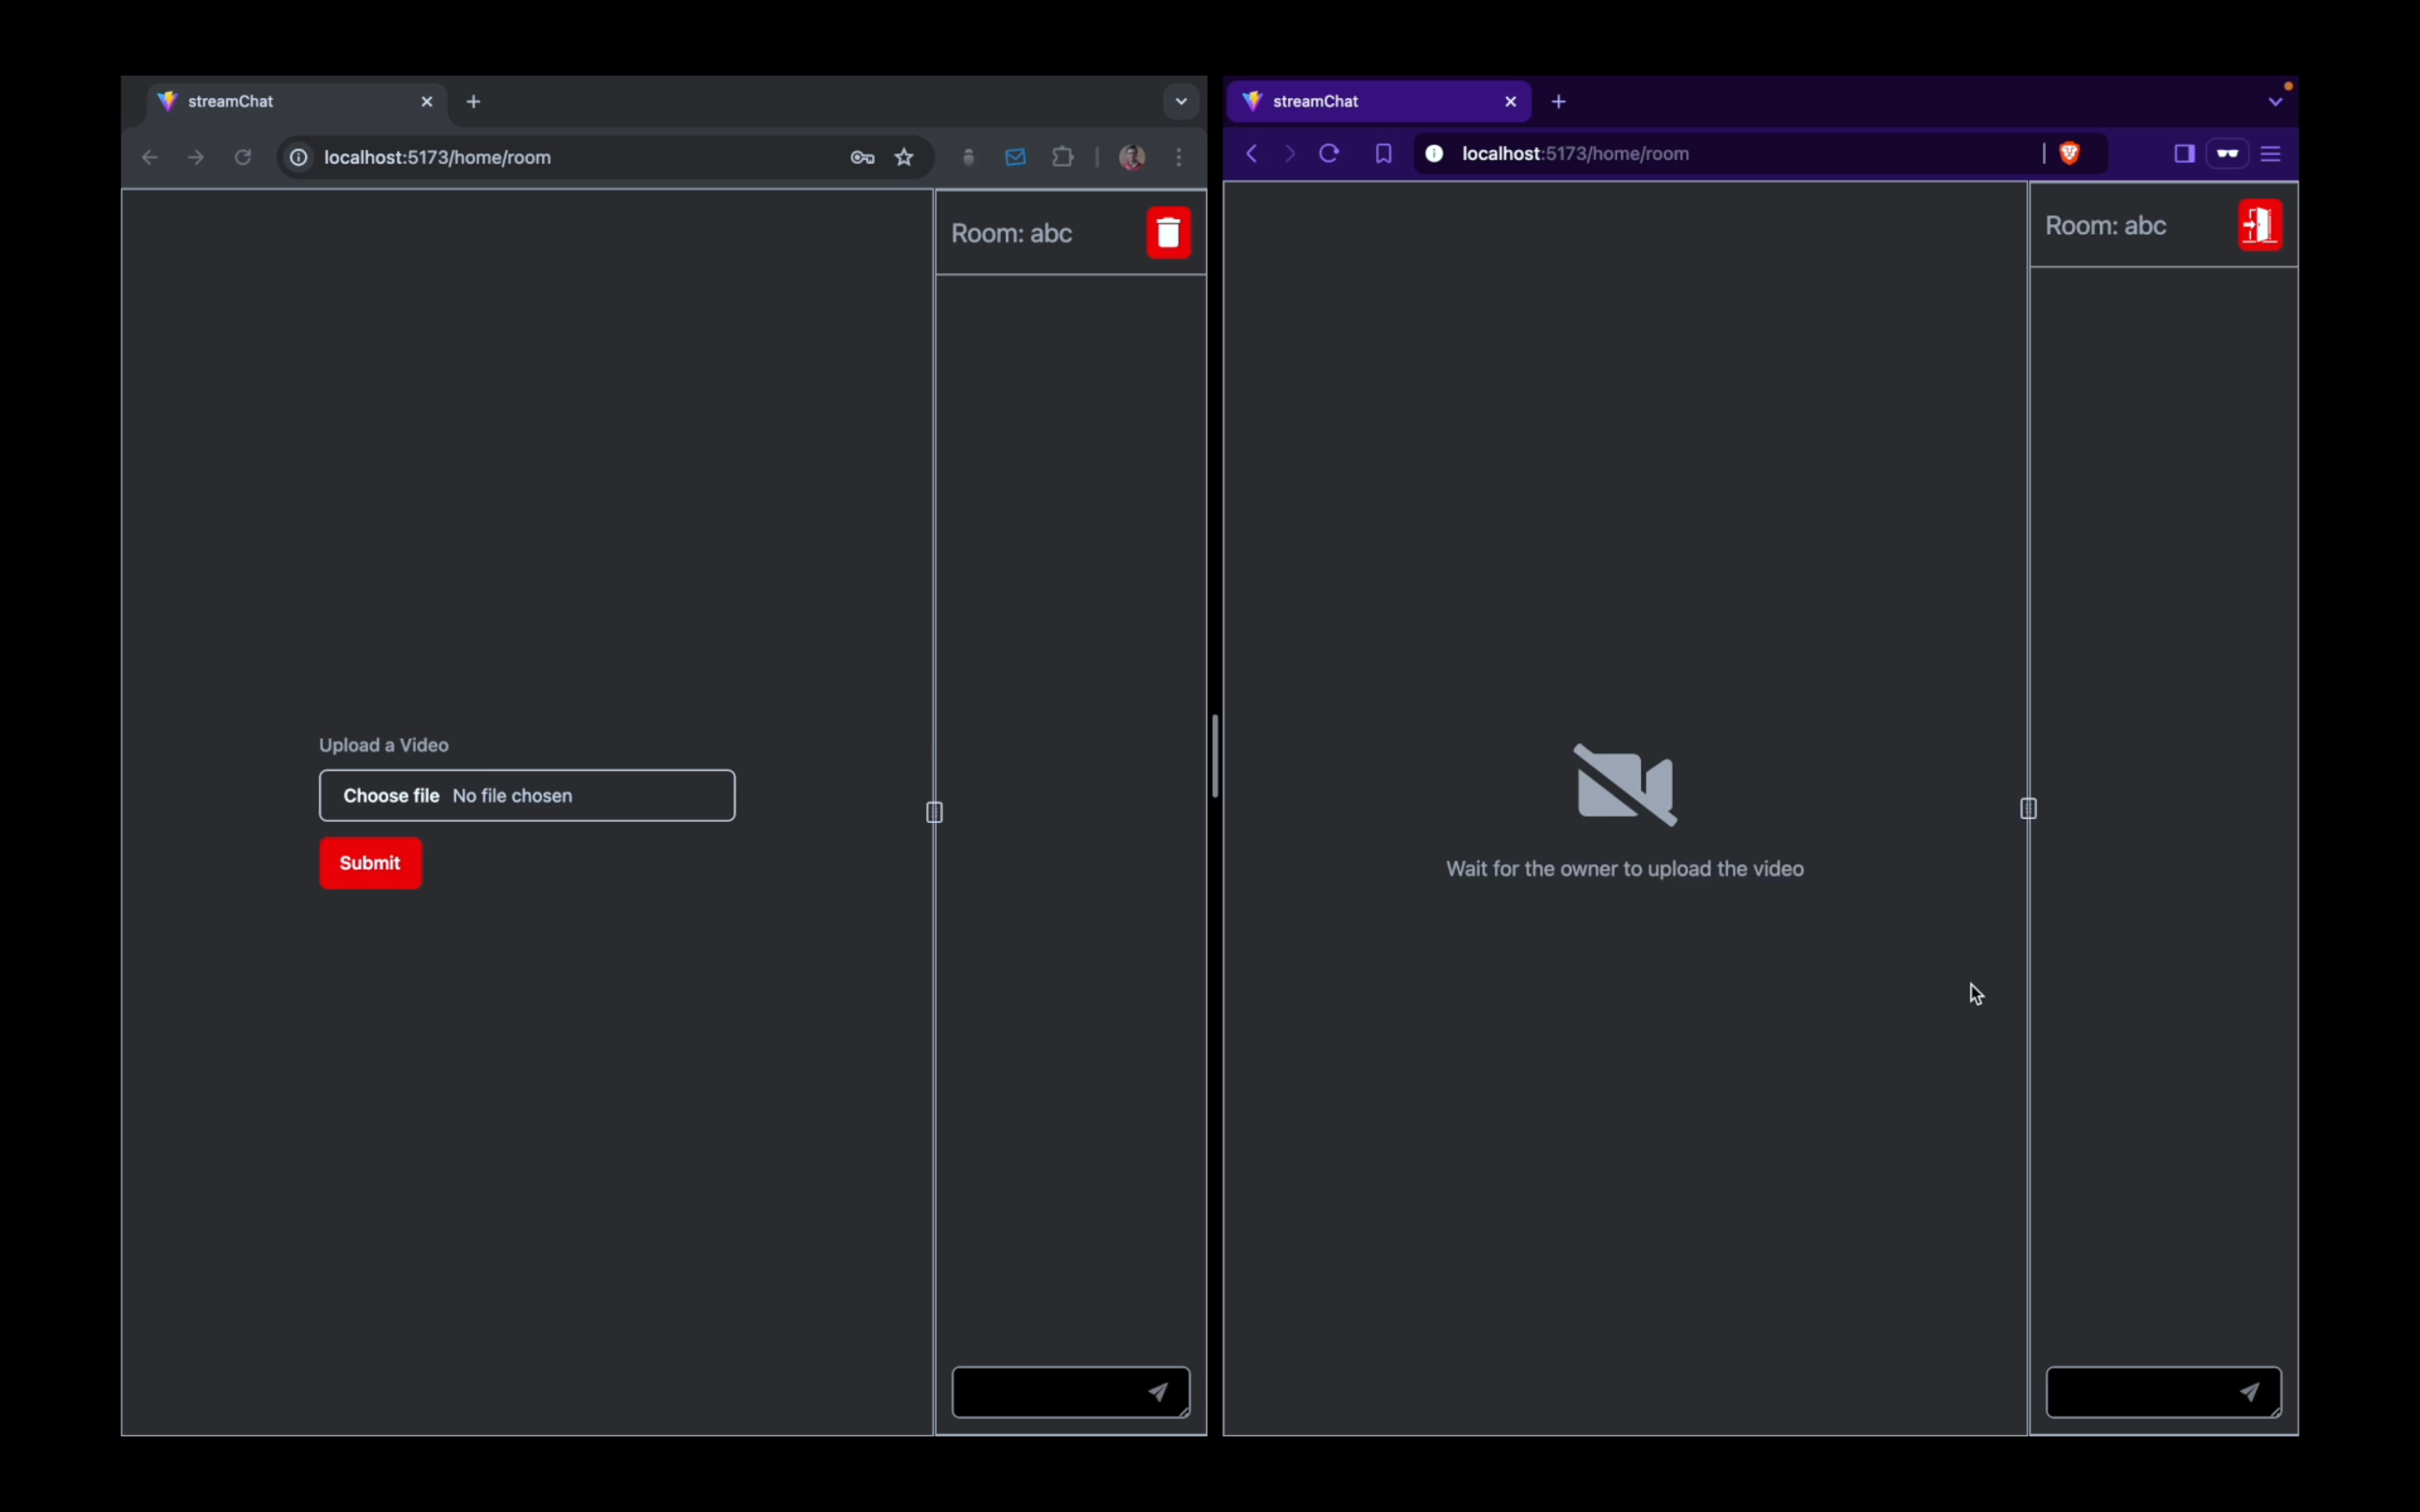 streamChat
localhost:5173/home/room
Room: abc
Upload a Video
Choose file No file chosen
Submit
streamChat
localhost:5173/home/room
Room: abc
Wait for the owner to upload the video